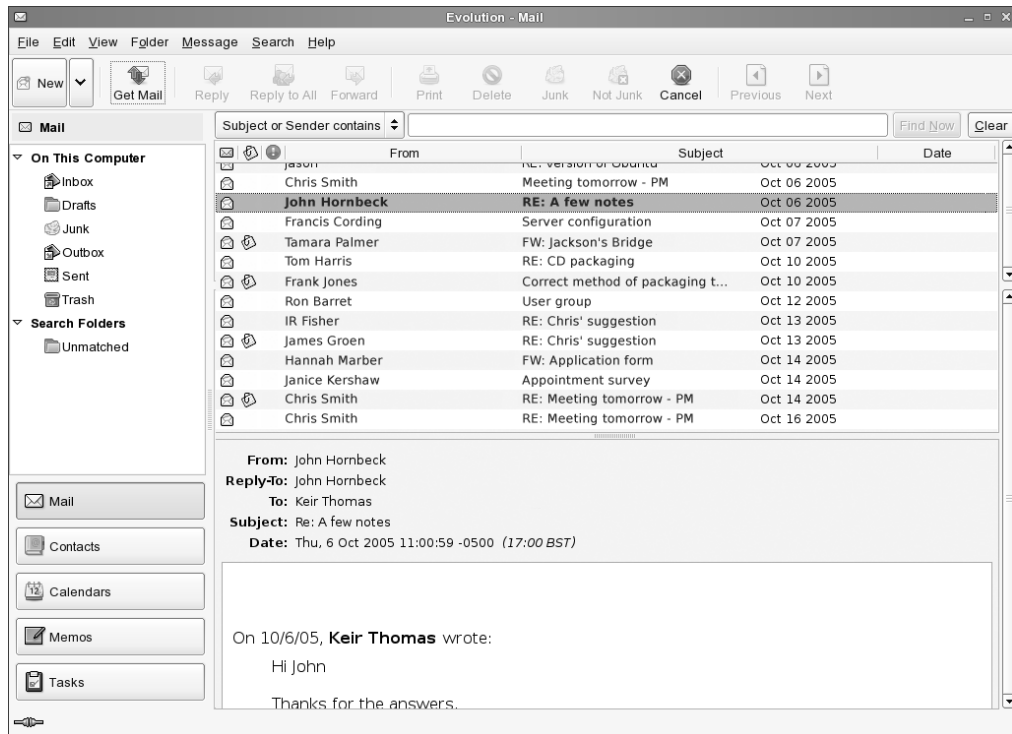 Evolution - Mail
File Edit View Folder Message Search Help
New Get Mail Reply Reply to All Forward Print Delete Junk Not Junk Cancel Previous Next
Mail
Subject or Sender contains Find Now Clear
On This Computer
Inbox
Drafts
Junk
Outbox
Sent
Trash
Search Folders
Unmatched
From Subject Date
Jason RE: Version of Ubuntu Oct 06 2005
Chris Smith Meeting tomorrow - PM Oct 06 2005
John Hornbeck RE: A few notes Oct 06 2005
Francis Cording Server configuration Oct 07 2005
Tamara Palmer FW: Jackson's Bridge Oct 07 2005
Tom Harris RE: CD packaging Oct 10 2005
Frank Jones Correct method of packaging t... Oct 10 2005
Ron Barret User group Oct 12 2005
IR Fisher RE: Chris' suggestion Oct 13 2005
James Groen RE: Chris' suggestion Oct 13 2005
Hannah Marber FW: Application form Oct 14 2005
Janice Kershaw Appointment survey Oct 14 2005
Chris Smith RE: Meeting tomorrow - PM Oct 14 2005
Chris Smith RE: Meeting tomorrow - PM Oct 16 2005
Mail
Contacts
12 Calendars
Memos
Tasks
From: John Hornbeck
Reply-To: John Hornbeck
To: Keir Thomas
Subject: Re: A few notes
Date: Thu, 6 Oct 2005 11:00:59 -0500 (17:00 BST)
On 10/6/05, Keir Thomas wrote:
Hi John
Thanks for the answers.